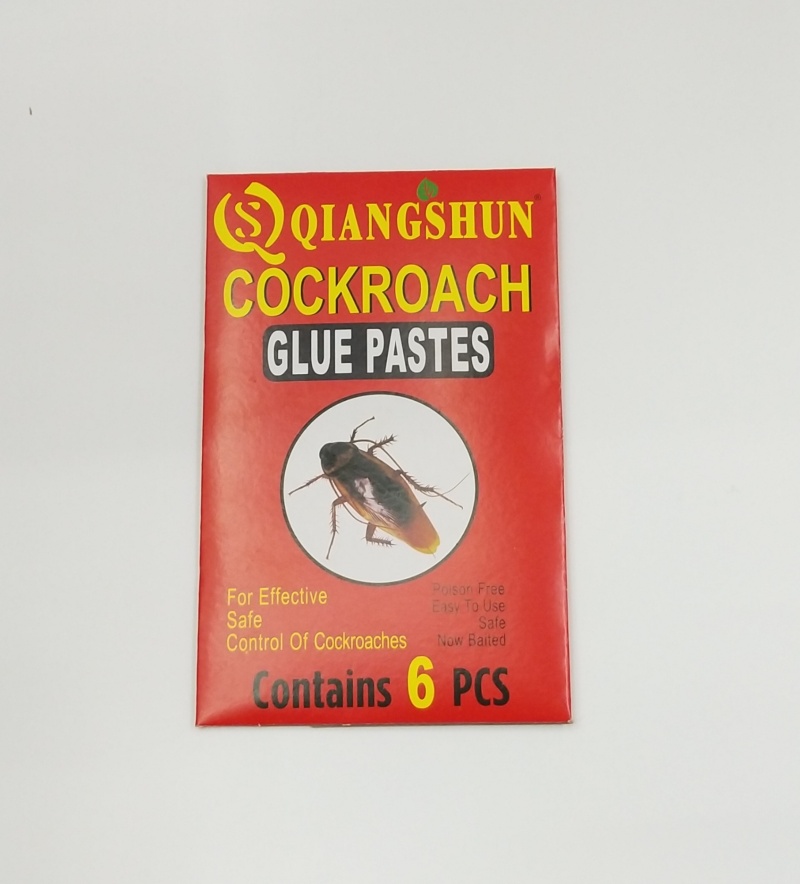 QS QIANGSHUN
COCKROACH
GLUE PASTES
For Effective
Safe
Control Of Cockroaches
Poison Free
Easy To Use
Safe
Now Baited
Contains 6 PCS